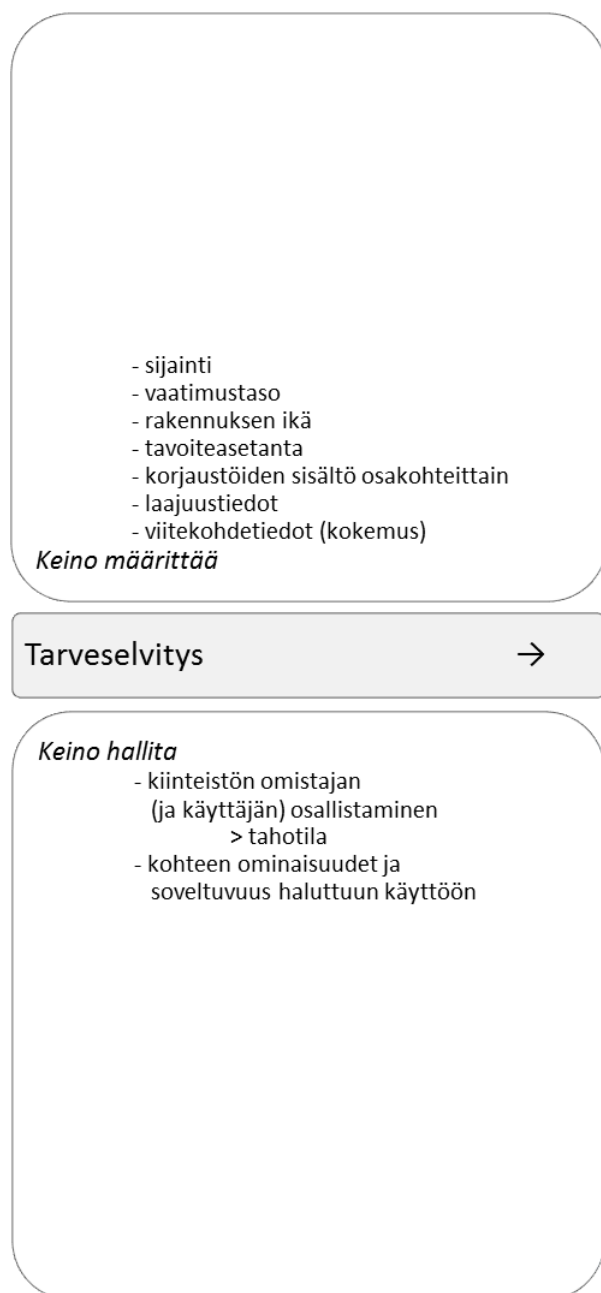 - sijainti
- vaatimustaso
- rakennuksen ikä
- tavoiteasetanta
- korjaustöiden sisältö osakohteittain
- laajuustiedot
- viitekohdetiedot (kokemus)
Keino määrittää
Tarveselvitys →
Keino hallita
- kiinteistön omistajan
(ja käyttäjän) osallistaminen
> tahotila
- kohteen ominaisuudet ja
soveltuvuus haluttuun käyttöön